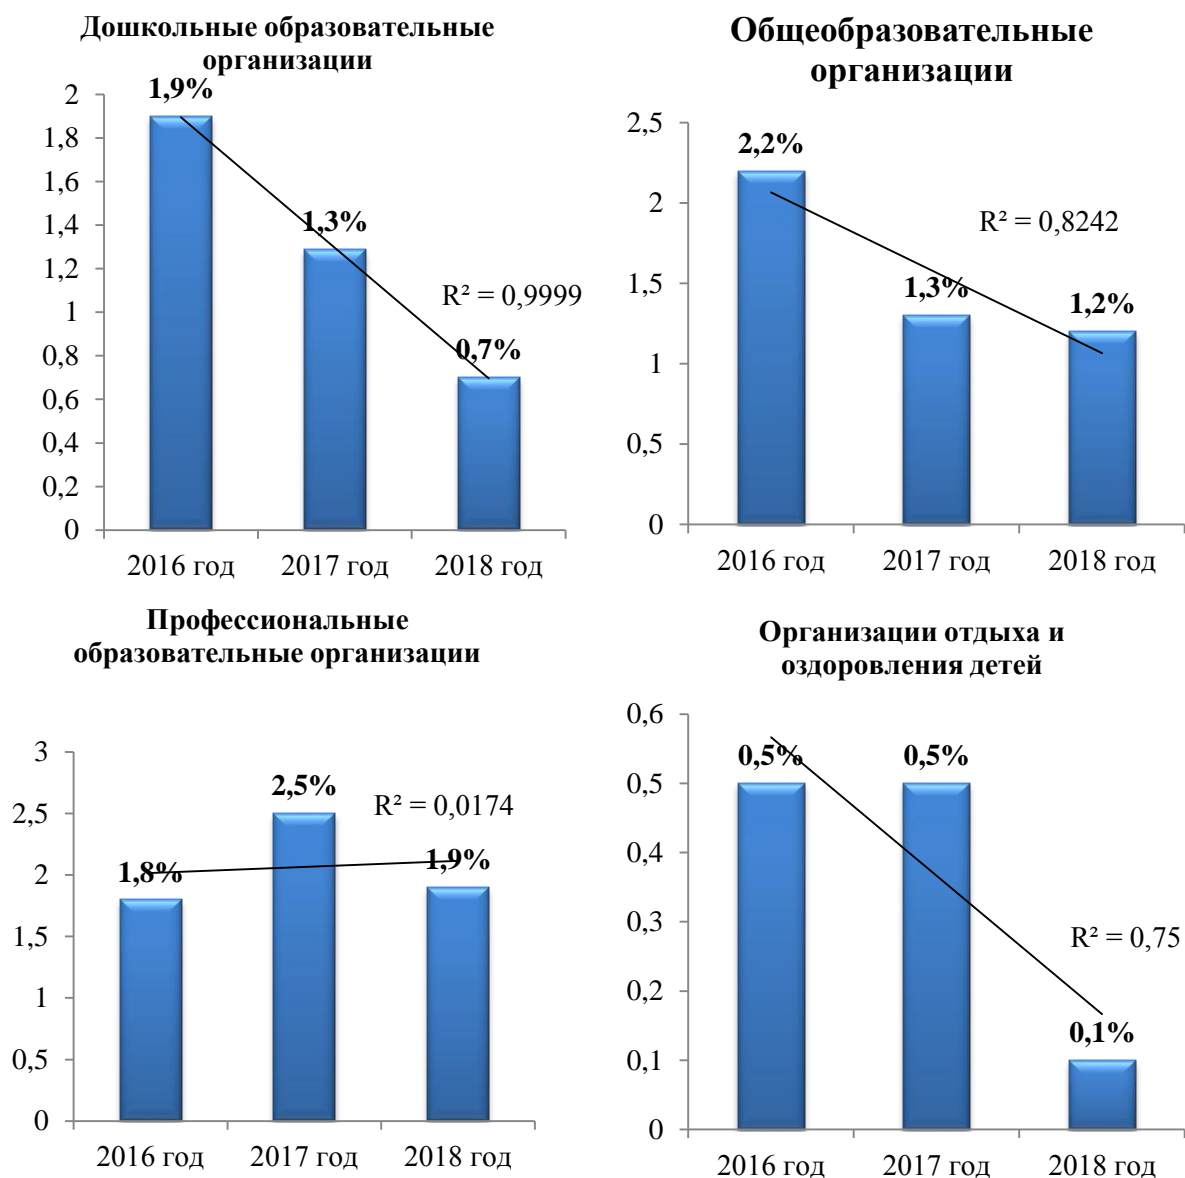 Дошкольные образовательные
организации
1,9%
2
1,8
1,6
1,4
1,2
1
0,8
0,6
0,4
0,2
0
1,3%
R² = 0,9999
0,7%
2016 год 2017 год 2018 год
Общеобразовательные
организации
2,5
2
1,5
1
0,5
0
2,2%
R² = 0,8242
1,3%
1,2%
2016 год 2017 год 2018 год
Профессиональные
образовательные организации
3
2,5
2
1,5
1
0,5
0
2,5%
R² = 0,0174
1,8%
1,9%
2016 год 2017 год 2018 год
Организации отдыха и
оздоровления детей
0,6
0,5
0,4
0,3
0,2
0,1
0
0,5%
0,5%
R² = 0,75
0,1%
2016 год 2017 год 2018 год